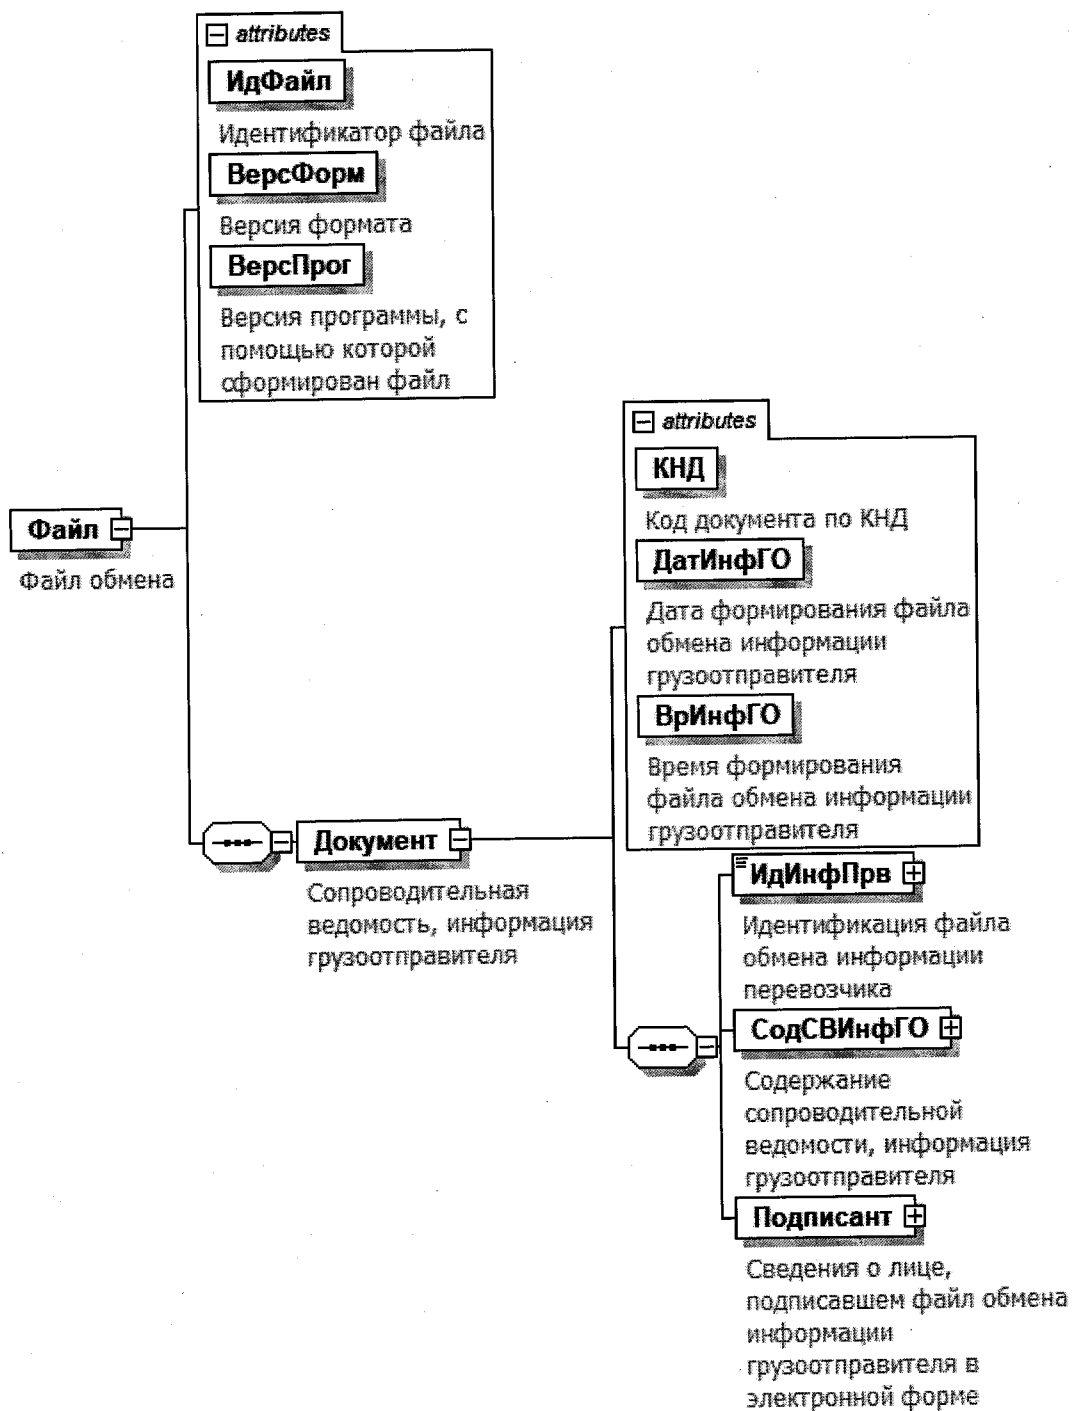 attributes
ИдФайл
Идентификатор файла
ВерсФорм
Версия формата
ВерсПрог
Версия программы, с
помощью которой
сформирован файл
Файл
Файл обмена
attributes
КНД
Код документа по КНД
ДатИнфГО
Дата формирования файла
обмена информации
грузоотправителя
ВрИнфГО
Время формирования
файла обмена информации
грузоотправителя
Документ
Сопроводительная
ведомость, информация
грузоотправителя
ИдИнфПрв
Идентификация файла
обмена информации
перевозчика
СодСВИнфГО
Содержание
сопроводительной
ведомости, информация
грузоотправителя
Подписант
Сведения о лице,
подписавшем файл обмена
информации
грузоотправителя в
электронной форме